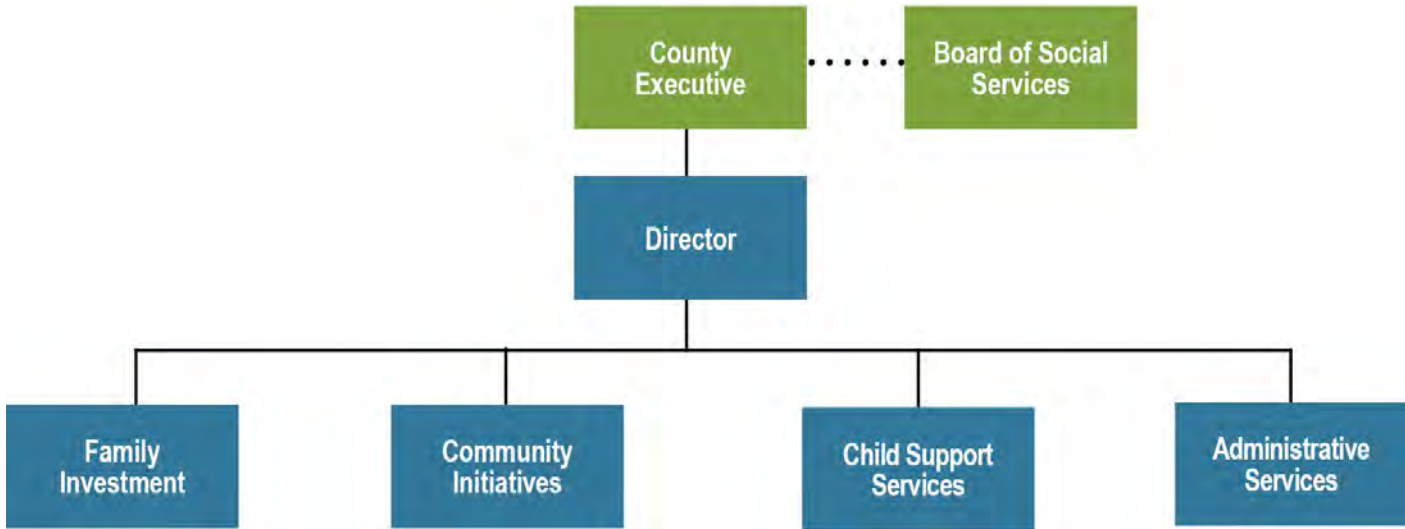 County
Executive
Board of Social
Services
Director
Family
Investment
Community
Initiatives
Child Support
Services
Administrative
Services